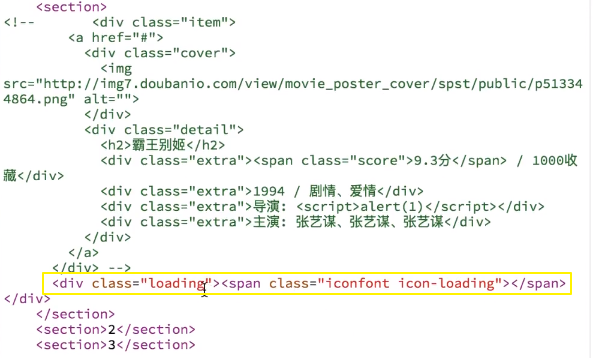 <section>
<!--       <div class="item">
<a href="#">
<div class="cover">
<img
src="http://img7.doubanio.com/view/movie_poster_cover/spst/public/p513344864.png" alt="">
</div>
<div class="detail">
<h2>霸王别姬</h2>
<div class="extra"><span class="score">9.3分</span> / 1000收
藏</div>
<div class="extra">1994 / 剧情、爱情</div>
<div class="extra">导演: <script>alert(1)</script></div>
<div class="extra">主演: 张艺谋、张艺谋、张艺谋</div>
</div>
</a>
</div> -->
<div class="loading"><span class="iconfont icon-loading"></span>
</div>
</section>
<section>2</section>
<section>3</section>